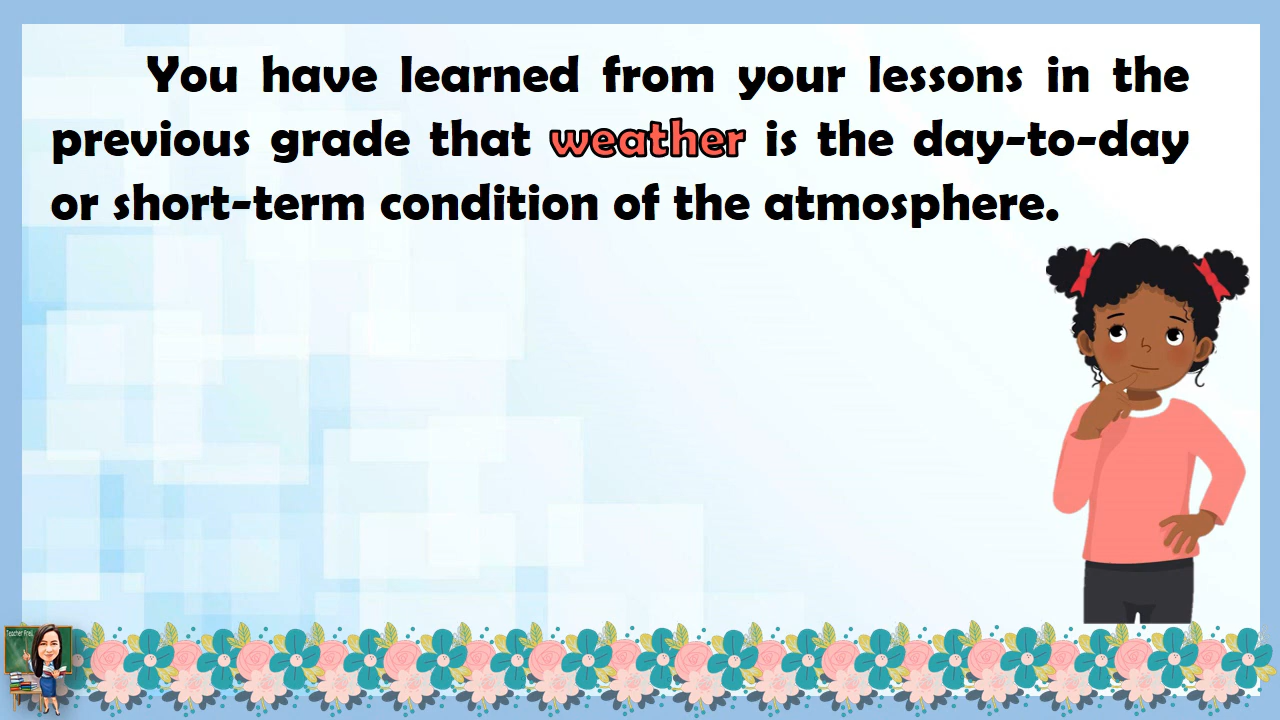 You have learned from your lessons in the
previous grade that weather is the day-to-day
or short-term condition of the atmosphere.